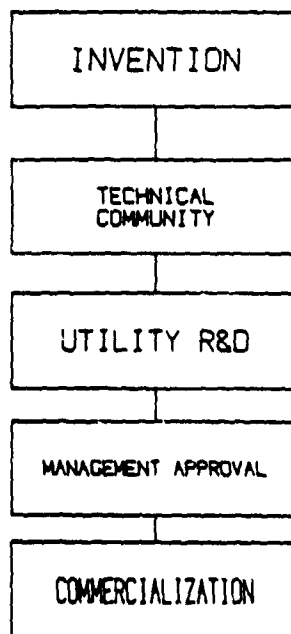 INVENTION
TECHNICAL
COMMUNITY
UTILITY R&D
MANAGEMENT APPROVAL
COMMERCIALIZATION